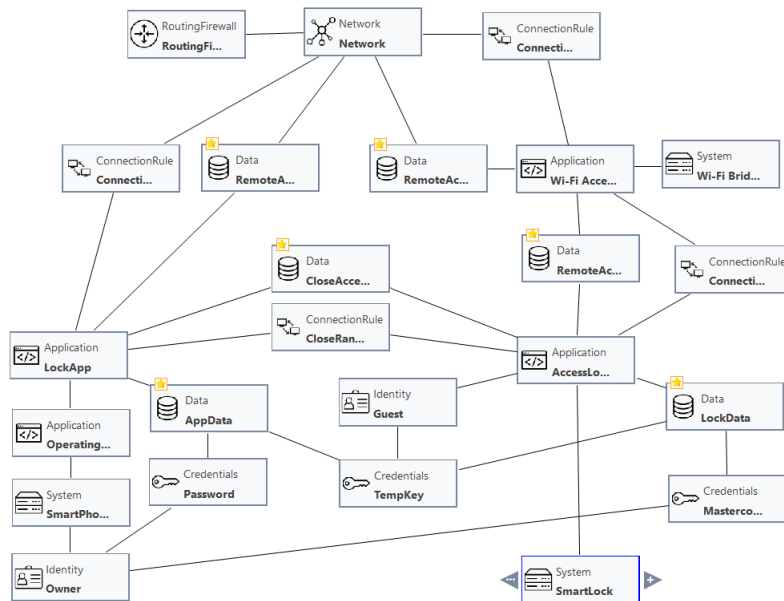 RoutingFirewall
RoutingFi...
Network
Network
ConnectionRule
Connecti...
ConnectionRule
Connecti...
Data
RemoteA...
Data
RemoteAc...
Application
Wi-Fi Acce...
System
Wi-Fi Brid...
Data
CloseAcce...
Data
RemoteAc...
ConnectionRule
Connecti...
ConnectionRule
CloseRan...
Application
LockApp
Application
AccessLo...
Data
AppData
Identity
Guest
Data
LockData
Application
Operating...
Credentials
Password
Credentials
TempKey
System
SmartPho...
Credentials
Masterco...
Identity
Owner
System
SmartLock